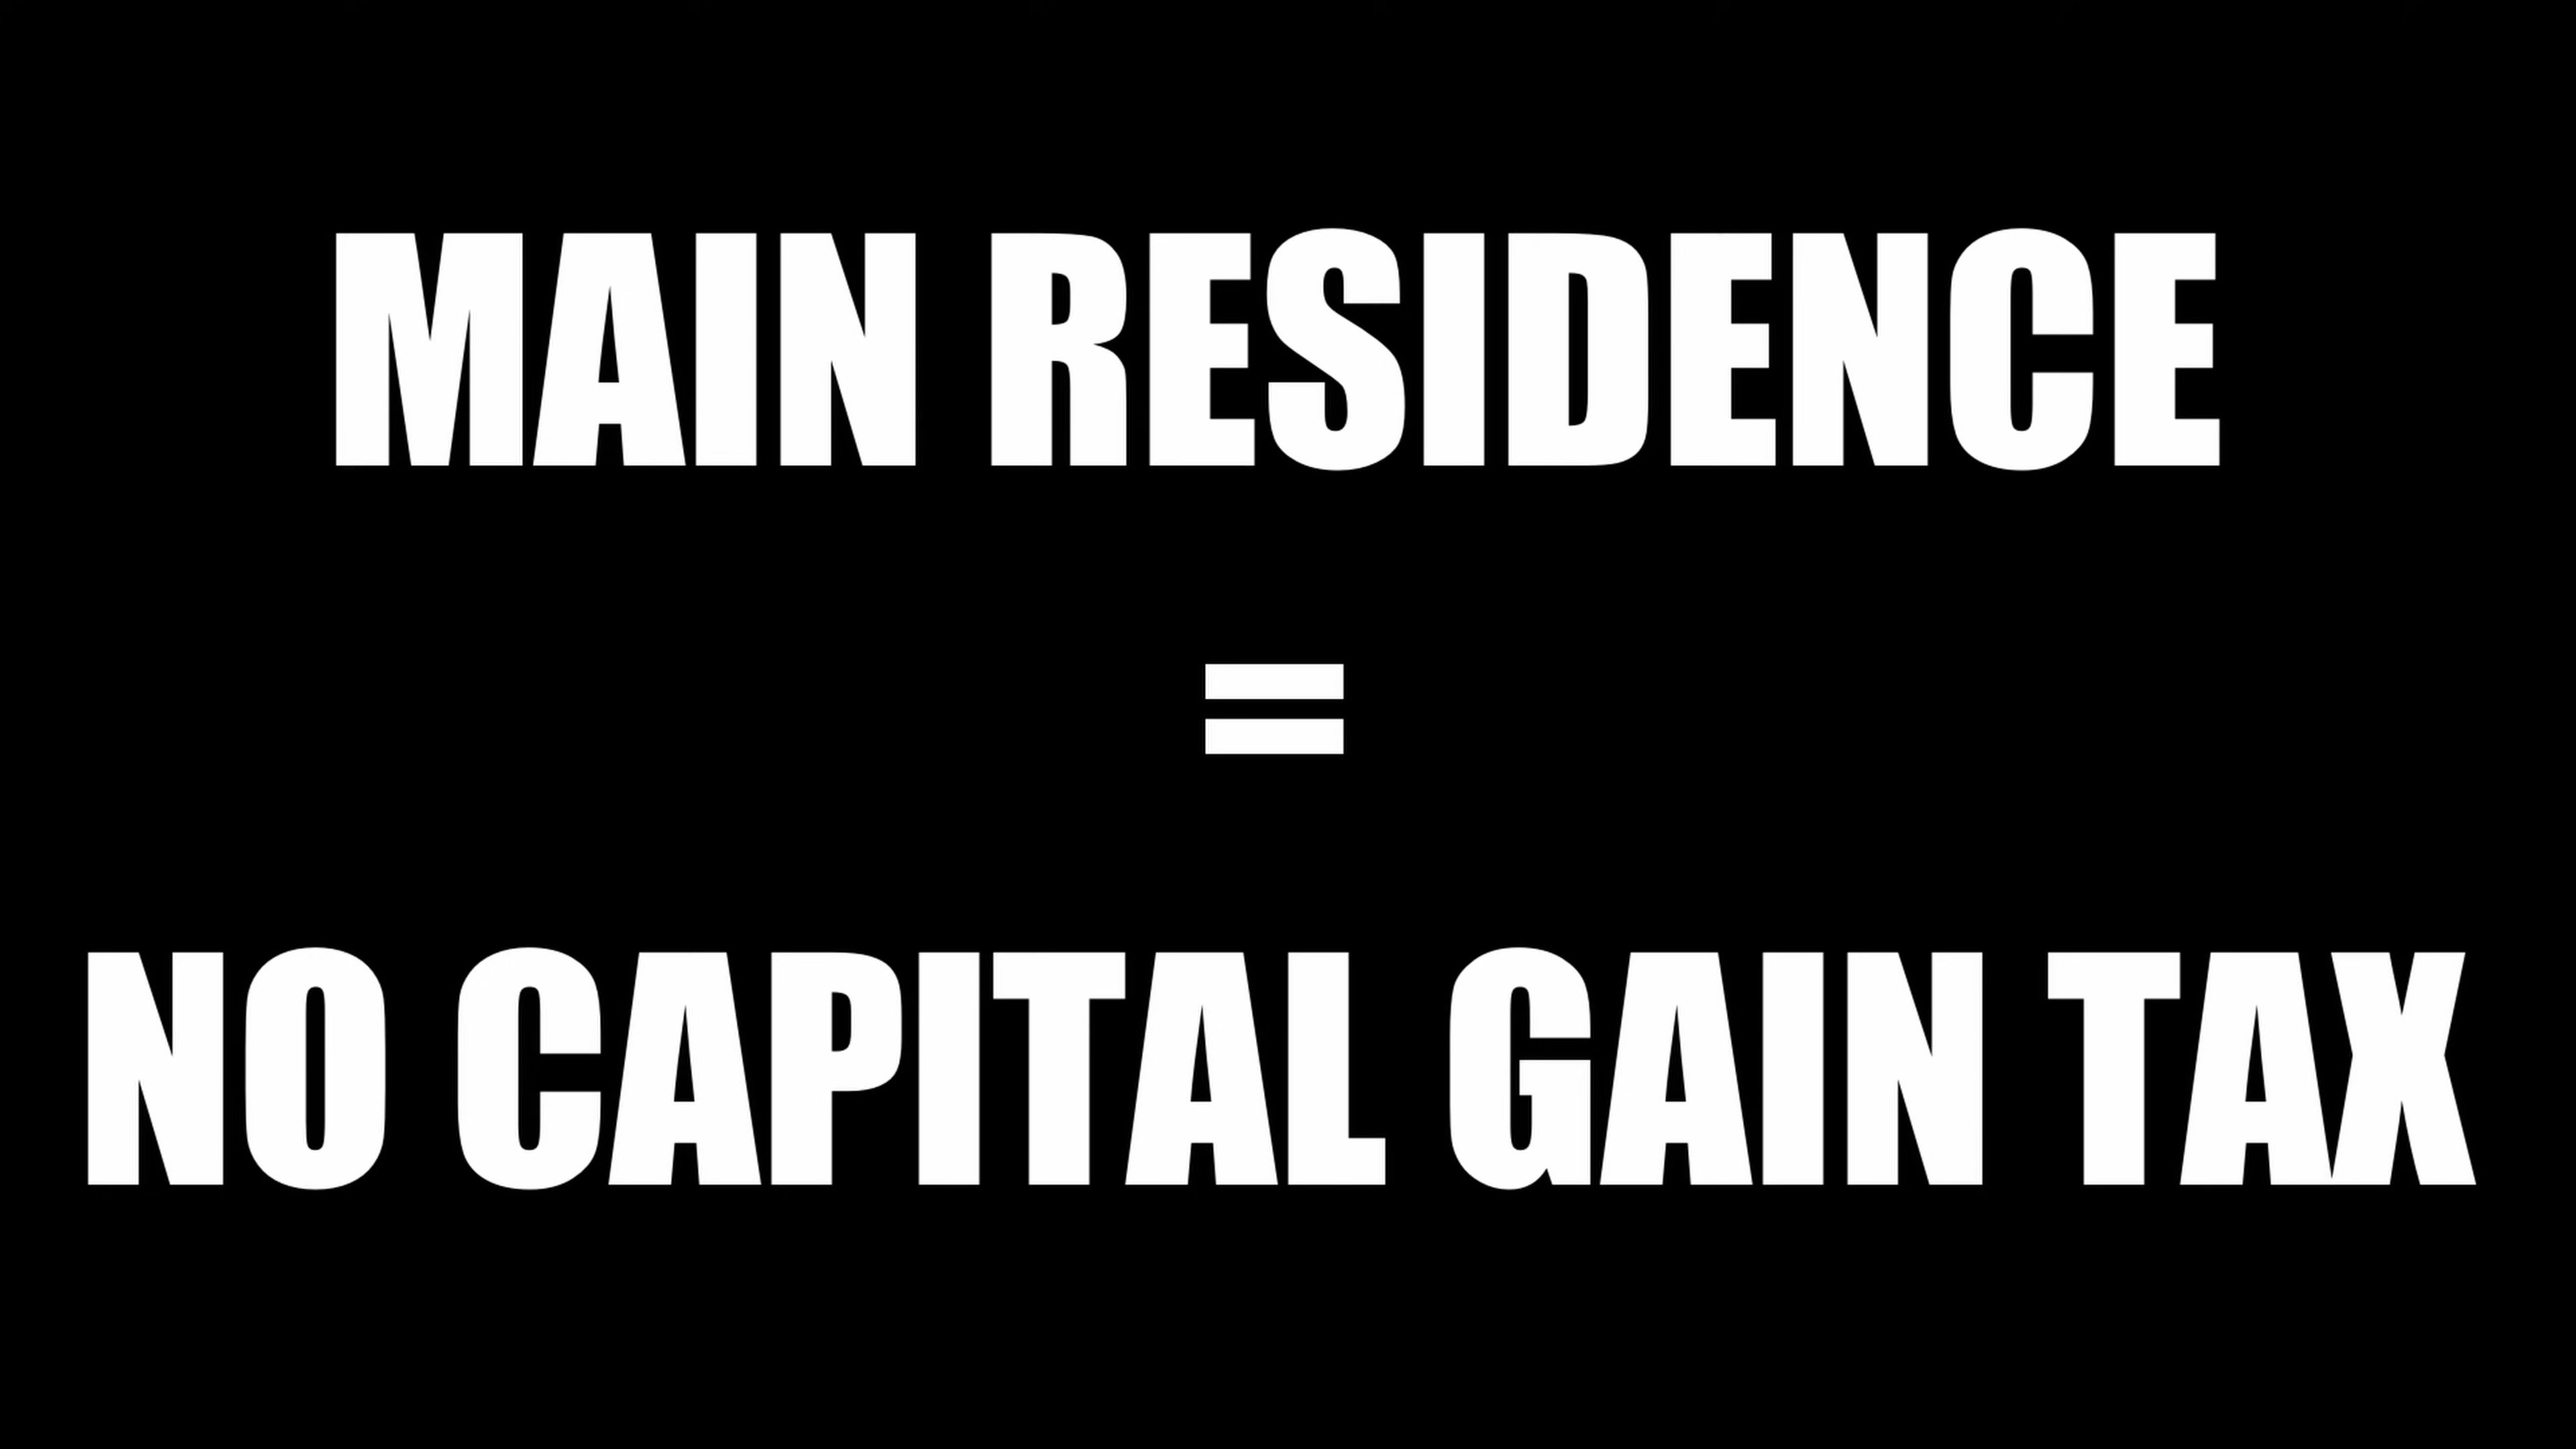 MAIN RESIDENCE
=
NO CAPITAL GAIN TAX